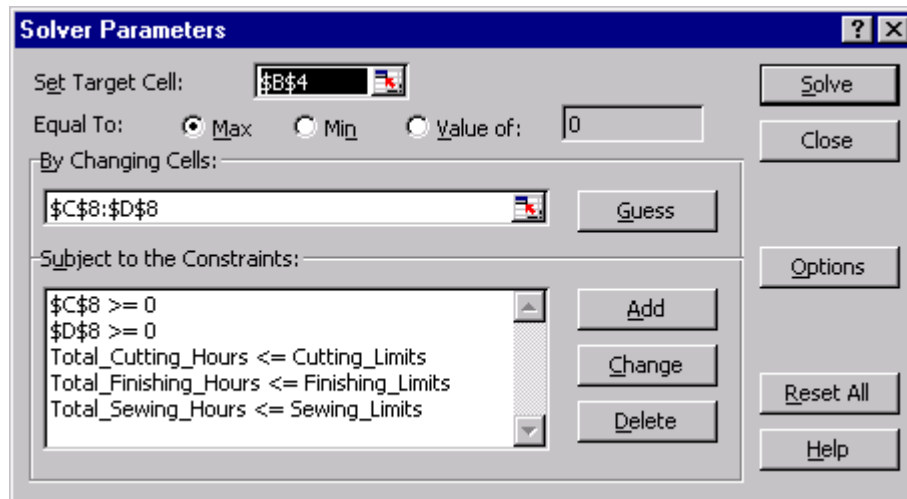 Solver Parameters
Set Target Cell: $B$4 Solve
Equal To: Max Min Value of: 0
Close
By Changing Cells:
$C$8:$D$8 Guess
Subject to the Constraints: Options
$C$8 >= 0 Add
$D$8 >= 0
Total_Cutting_Hours <= Cutting_Limits Change
Total_Finishing_Hours <= Finishing_Limits
Total_Sewing_Hours <= Sewing_Limits Reset All
Delete
Help